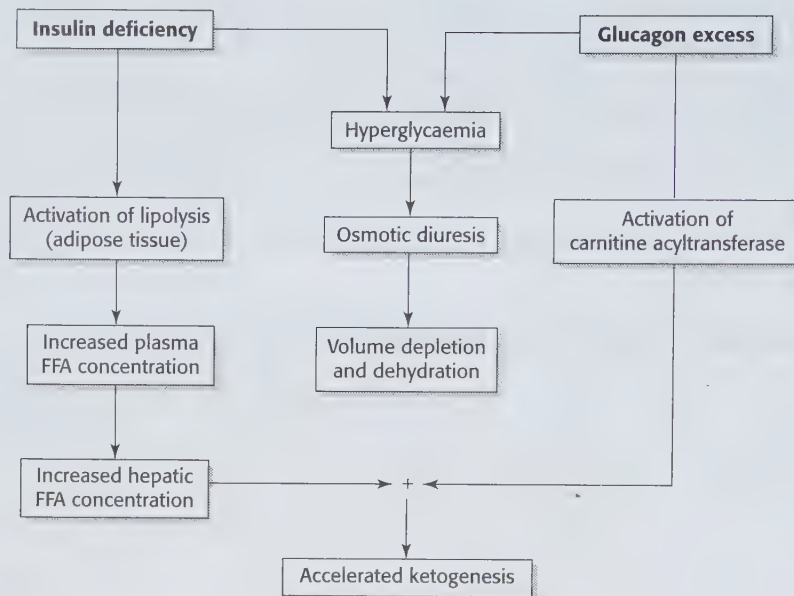 Insulin deficiency
Glucagon excess
Hyperglycaemia
Activation of lipolysis
(adipose tissue)
Osmotic diuresis
Activation of
carnitine acyltransferase
Increased plasma
FFA concentration
Volume depletion
and dehydration
Increased hepatic
FFA concentration
+
Accelerated ketogenesis